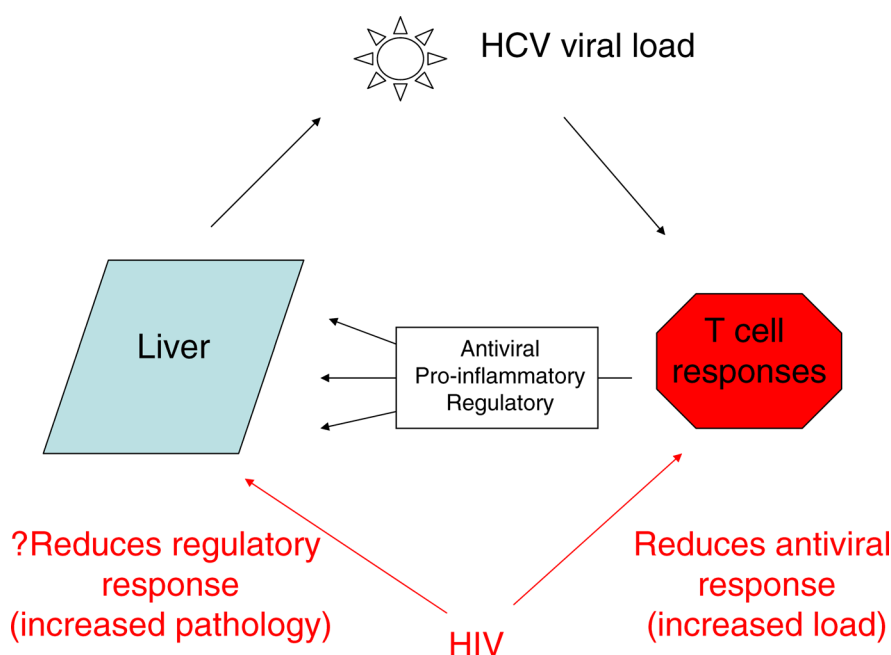 HCV viral load
Liver
Antiviral
Pro-inflammatory
Regulatory
T cell
responses
?Reduces regulatory
response
(increased pathology)
HIV
Reduces antiviral
response
(increased load)